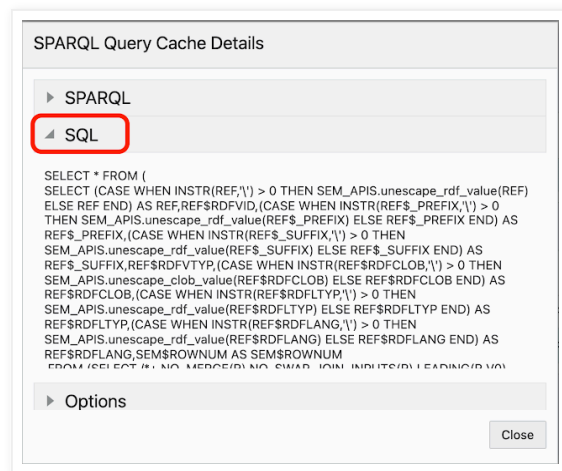 SPARQL Query Cache Details
SPARQL
SQL
SELECT * FROM (
SELECT (CASE WHEN INSTR(REF,'\') > 0 THEN SEM_APIS.unescape_rdf_value(REF)
ELSE REF END) AS REF,REF$RDFVID,(CASE WHEN INSTR(REF$_PREFIX,'\') > 0
THEN SEM_APIS.unescape_rdf_value(REF$_PREFIX) ELSE REF$_PREFIX END) AS
REF$_PREFIX,(CASE WHEN INSTR(REF$_SUFFIX,'\') > 0 THEN
SEM_APIS.unescape_rdf_value(REF$_SUFFIX) ELSE REF$_SUFFIX END) AS
REF$_SUFFIX,REF$RDFVTYP,(CASE WHEN INSTR(REF$RDFCLOB,'\') > 0 THEN
SEM_APIS.unescape_clob_value(REF$RDFCLOB) ELSE REF$RDFCLOB END) AS
REF$RDFCLOB,(CASE WHEN INSTR(REF$RDFLTYP,'\') > 0 THEN
SEM_APIS.unescape_rdf_value(REF$RDFLTYP) ELSE REF$RDFLTYP END) AS
REF$RDFLTYP,(CASE WHEN INSTR(REF$RDFLANG,'\') > 0 THEN
SEM_APIS.unescape_rdf_value(REF$RDFLANG) ELSE REF$RDFLANG END) AS
REF$RDFLANG,SEM$ROWNUM AS SEM$ROWNUM
FROM (SELECT /*+ NO_MERGE(R) NO_SWAP_JOIN_INPUTS(R) LEADING(R V0)
Options
Close